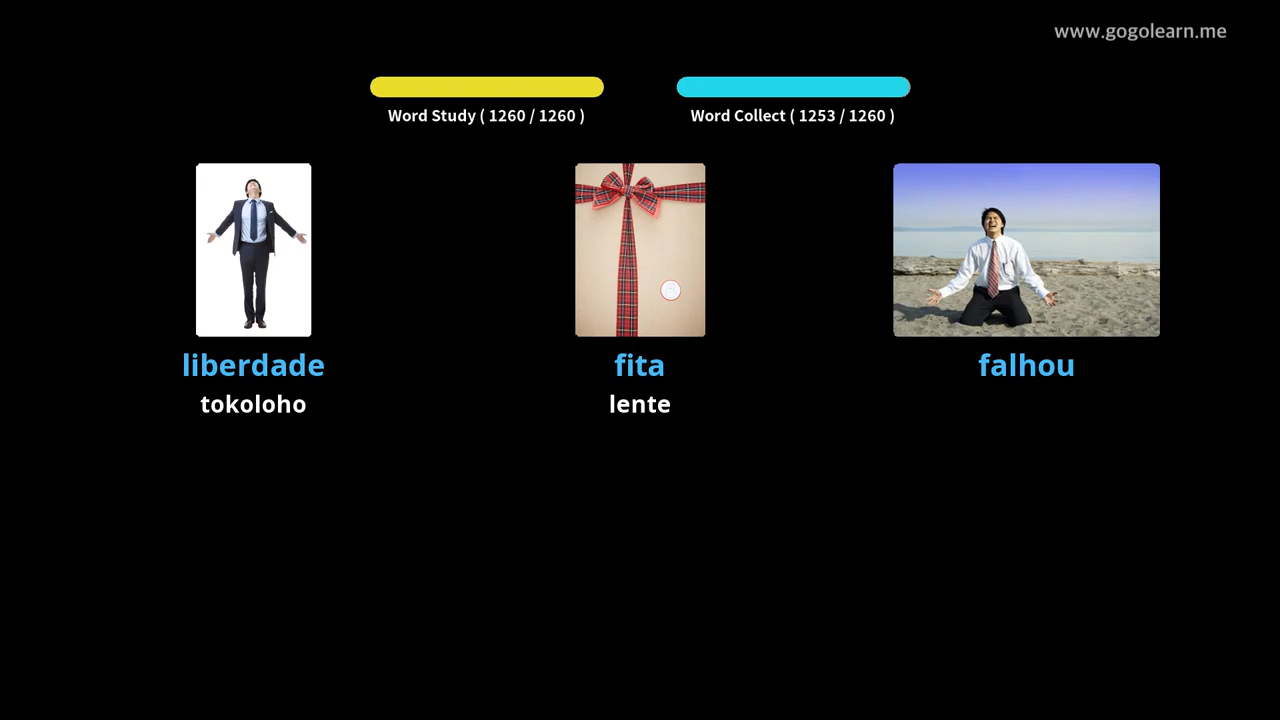 www.gogolearn.me
Word Study ( 1260 / 1260 )
Word Collect ( 1253 / 1260 )
liberdade
fita
falhou
tokoloho
lente